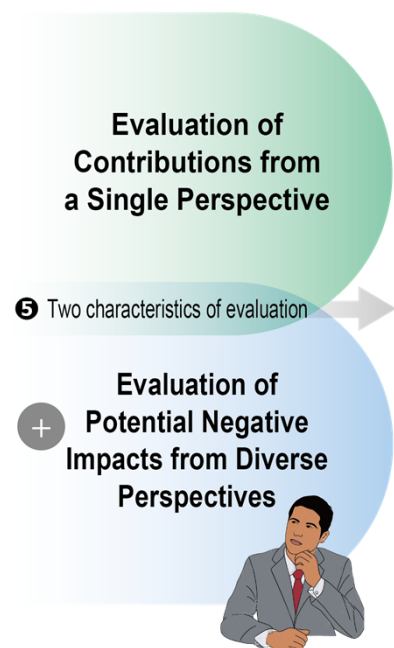 Evaluation of
Contributions from
a Single Perspective
❺ Two characteristics of evaluation
Evaluation of
+ Potential Negative
Impacts from Diverse
Perspectives